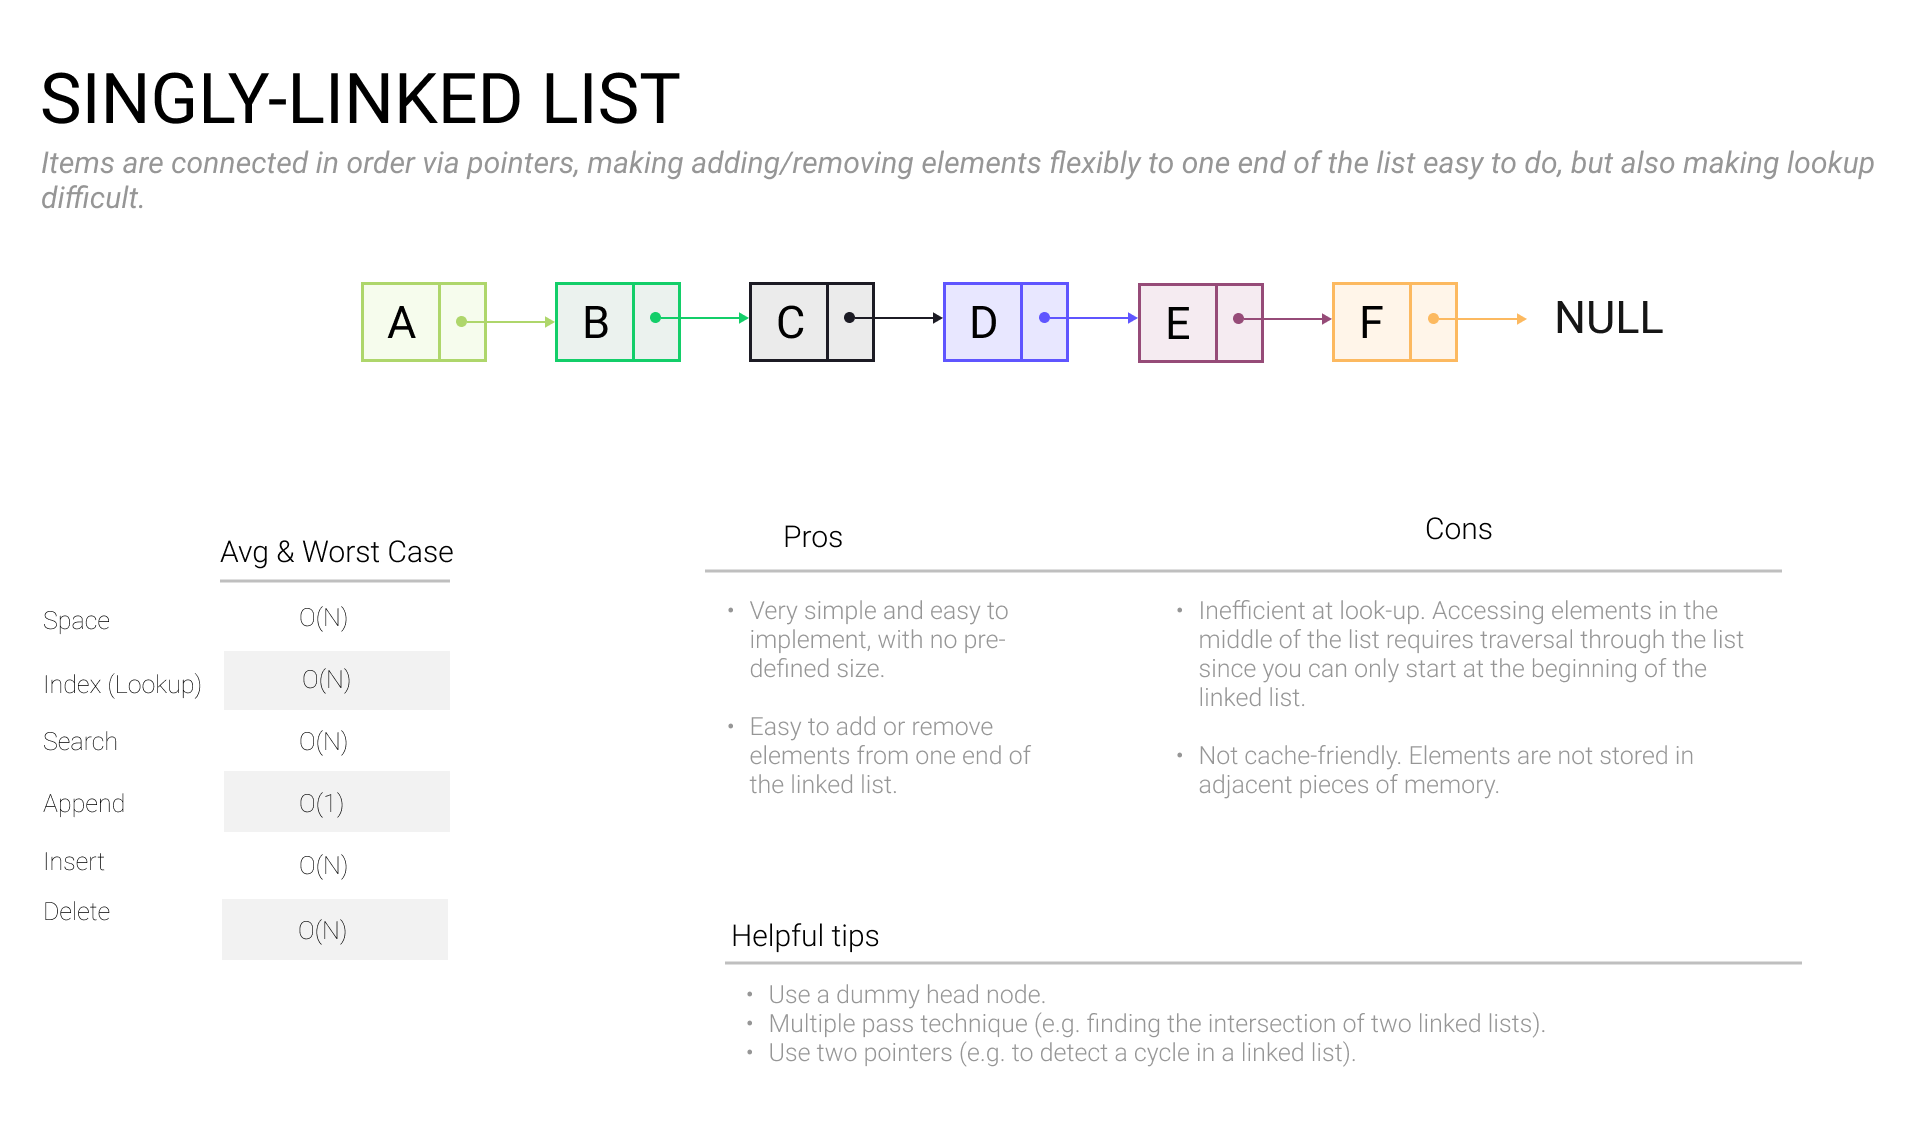 SINGLY-LINKED LIST
Items are connected in order via pointers, making adding/removing elements flexibly to one end of the list easy to do, but also making lookup
difficult.
A B C D E F NULL
Avg & Worst Case
Space O(N)
Index (Lookup) O(N)
Search O(N)
Append O(1)
Insert O(N)
Delete O(N)
Pros
• Very simple and easy to
implement, with no pre-
defined size.
• Easy to add or remove
elements from one end of
the linked list.
Cons
• Inefficient at look-up. Accessing elements in the
middle of the list requires traversal through the list
since you can only start at the beginning of the
linked list.
• Not cache-friendly. Elements are not stored in
adjacent pieces of memory.
Helpful tips
• Use a dummy head node.
• Multiple pass technique (e.g. finding the intersection of two linked lists).
• Use two pointers (e.g. to detect a cycle in a linked list).